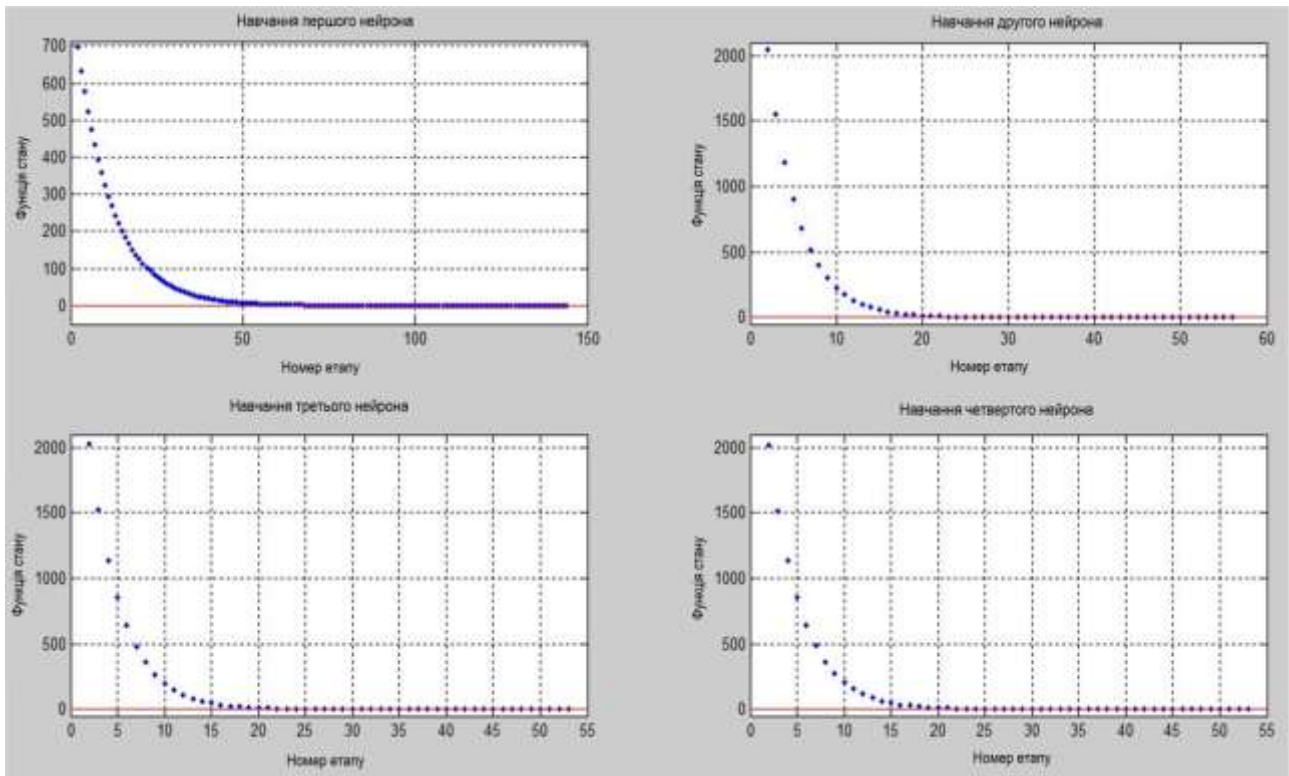 Навчання першого нейрона
700
600
500
400
300
200
100
0
Функція стану
0 50 100 150
Номер етапу
Навчання другого нейрона
2000
1500
1000
500
0
Функція стану
0 10 20 30 40 50 60
Номер етапу
Навчання третього нейрона
2000
1500
1000
500
0
Функція стану
0 5 10 15 20 25 30 35 40 45 50 55
Номер етапу
Навчання четвертого нейрона
2000
1500
1000
500
0
Функція стану
0 5 10 15 20 25 30 35 40 45 50 55
Номер етапу